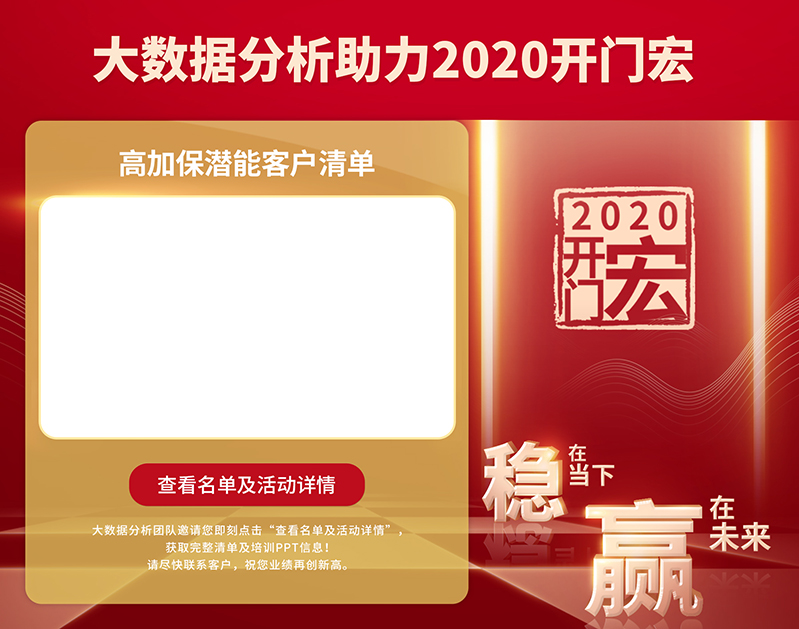 大数据分析助力2020开门宏
高加保潜能客户清单
查看名单及活动详情
大数据分析团队邀请您即刻点击“查看名单及活动详情”，
获取完整清单及培训PPT信息！
请尽快联系客户，祝您业绩再创新高。
2020
开门
宏
稳
在
当下
赢
在
未来